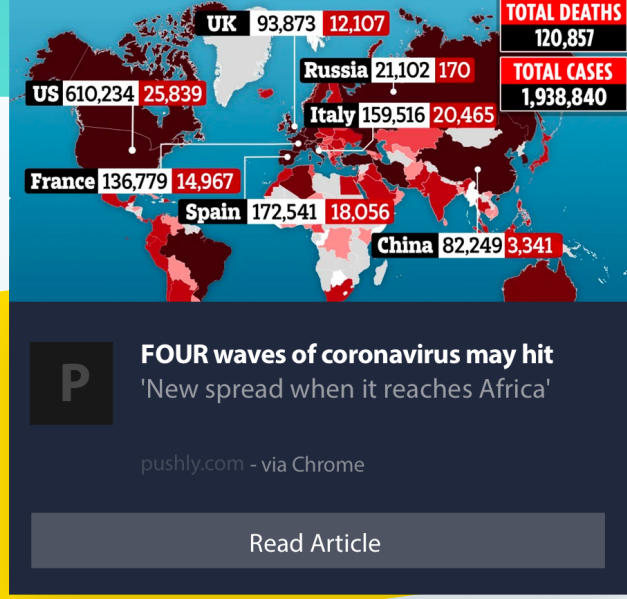 UK 93,873 12,107
TOTAL DEATHS
120,857
Russia 21,102 170
TOTAL CASES
1,938,840
US 610,234 25,839
Italy 159,516 20,465
France 136,779 14,967
Spain 172,541 18,056
China 82,249 3,341
P
FOUR waves of coronavirus may hit
'New spread when it reaches Africa'
pushly.com - via Chrome
Read Article